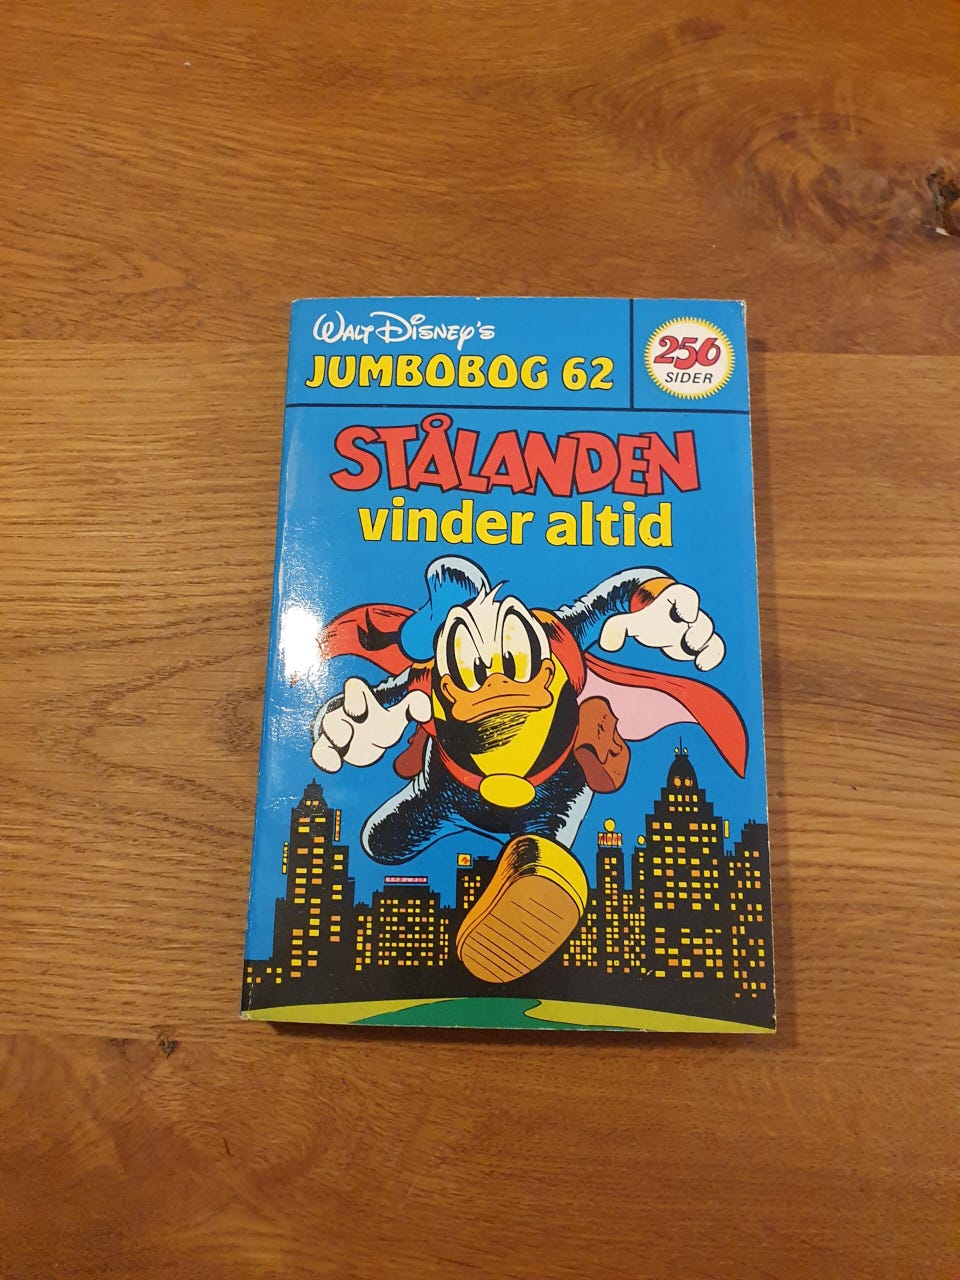 WALT DISNEY'S
JUMBOBOG 62
256
SIDER
STÅLANDEN
vinder altid